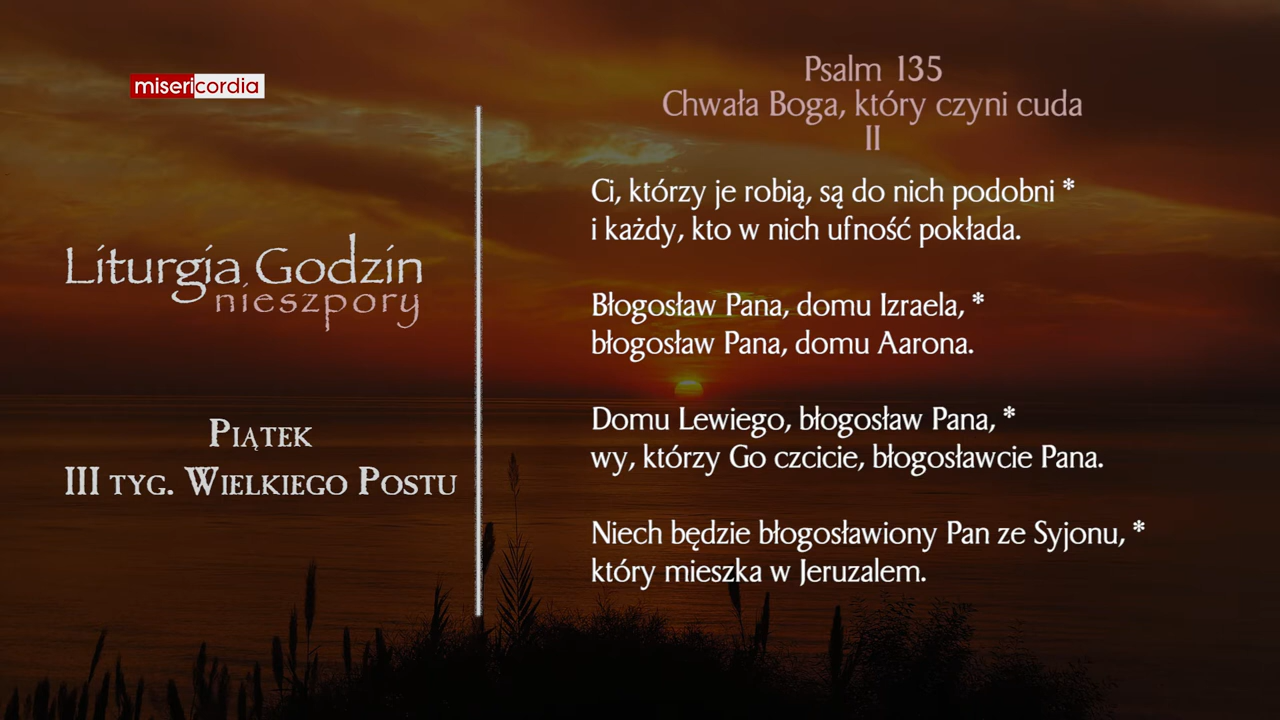 misericordia
Liturgia Godzin
nieszpory
Piątek
III tyg. Wielkiego Postu
Psalm 135
Chwała Boga, który czyni cuda
II
Ci, którzy je robią, są do nich podobni *
i każdy, kto w nich ufność pokłada.
Błogosław Pana, domu Izraela, *
błogosław Pana, domu Aarona.
Domu Lewiego, błogosław Pana, *
wy, którzy Go czcicie, błogosławcie Pana.
Niech będzie błogosławiony Pan ze Syjonu, *
który mieszka w Jeruzalem.